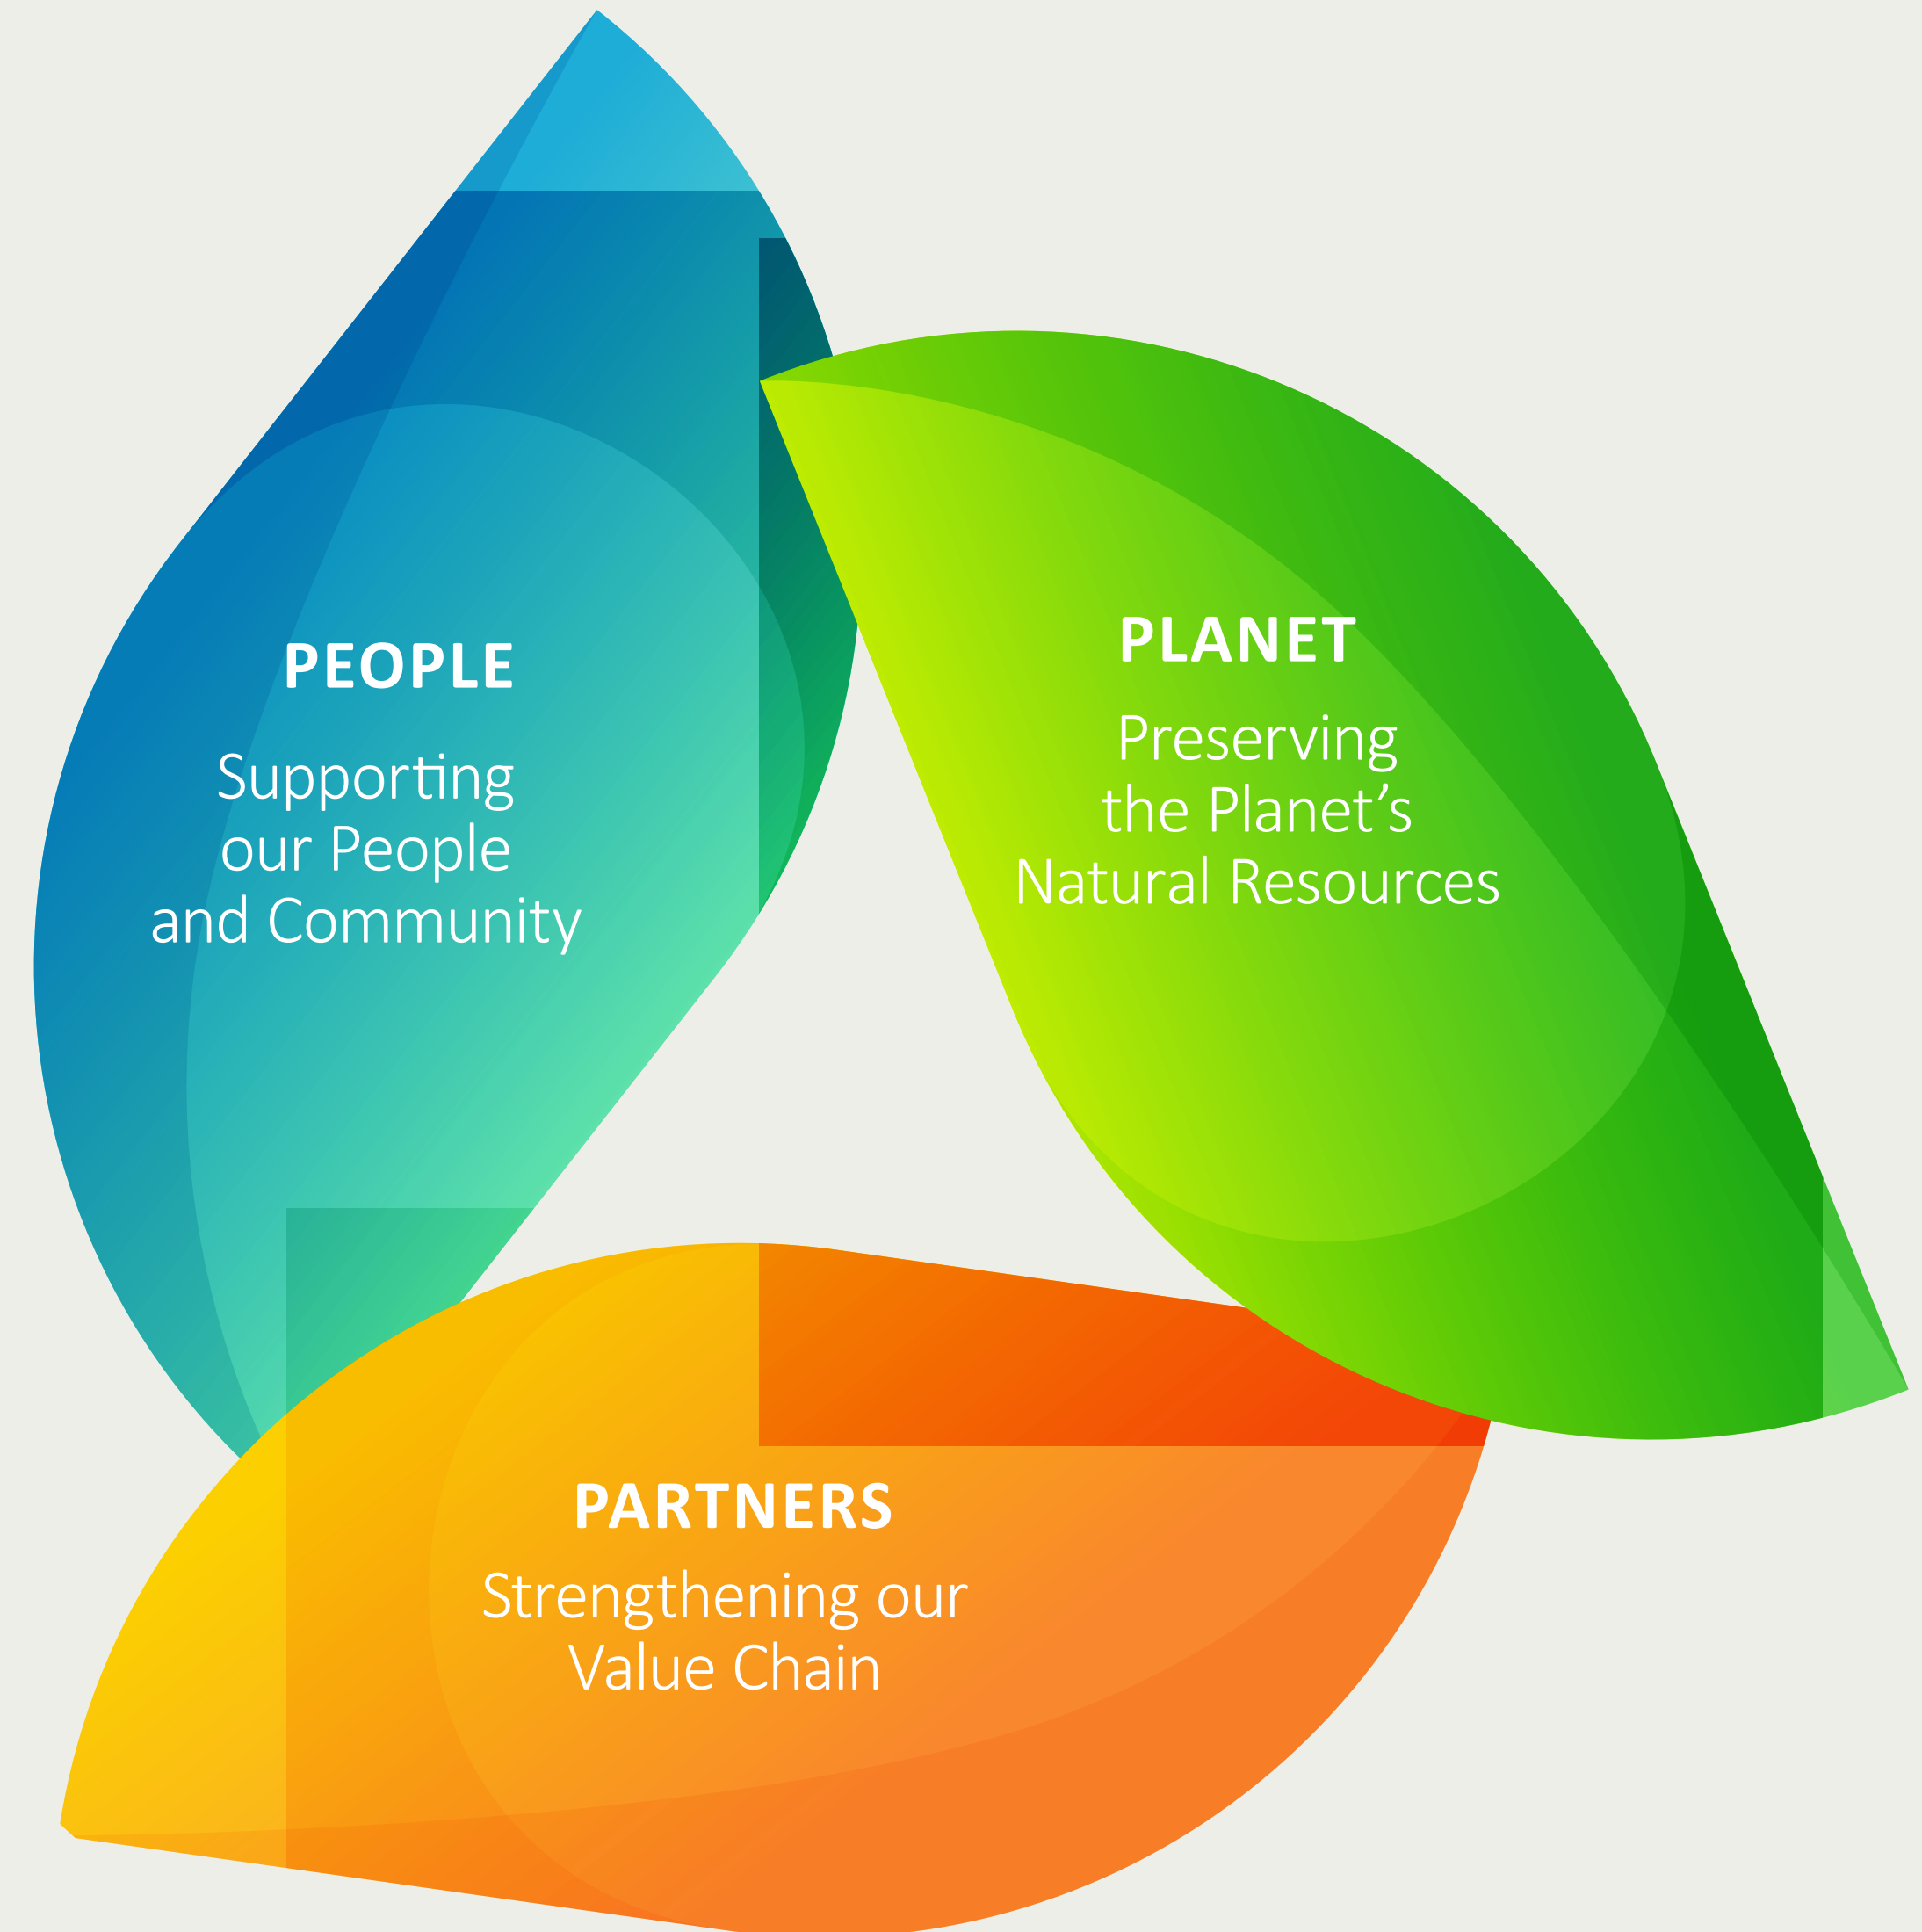 PEOPLE
Supporting
our People
and Community
PLANET
Preserving
the Planet’s
Natural Resources
PARTNERS
Strengthening our
Value Chain